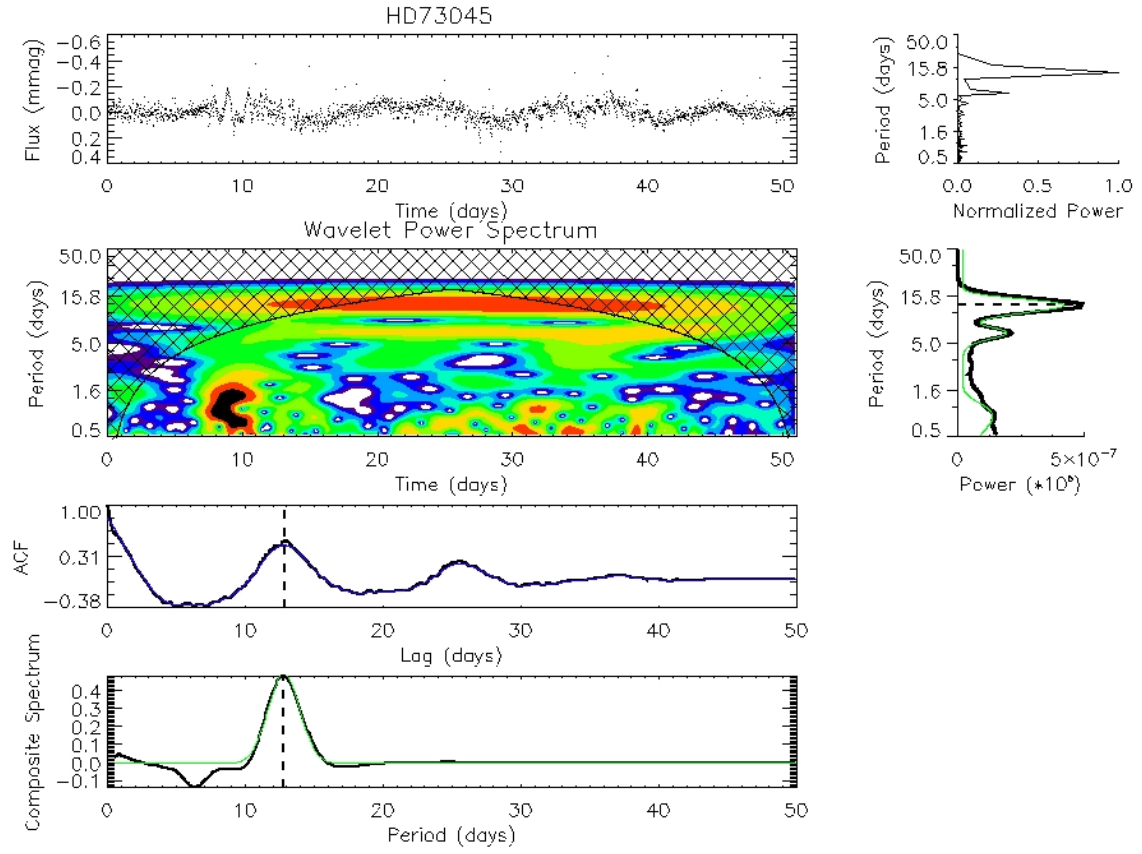 HD73045
Flux (mmag)
-0.6
-0.4
-0.2
0.0
0.2
0.4
0 10 20 30 40 50
Time (days)
Period (days)
50.0
15.8
5.0
1.6
0.5
0.0 0.5 1.0
Normalized Power
Wavelet Power Spectrum
Period (days)
50.0
15.8
5.0
1.6
0.5
0 10 20 30 40 50
Time (days)
Period (days)
50.0
15.8
5.0
1.6
0.5
0 5×10⁻⁷
Power (*10⁶)
ACF
1.00
0.31
-0.38
0 10 20 30 40 50
Lag (days)
Composite Spectrum
0.4
0.3
0.2
0.1
0.0
-0.1
0 10 20 30 40 50
Period (days)